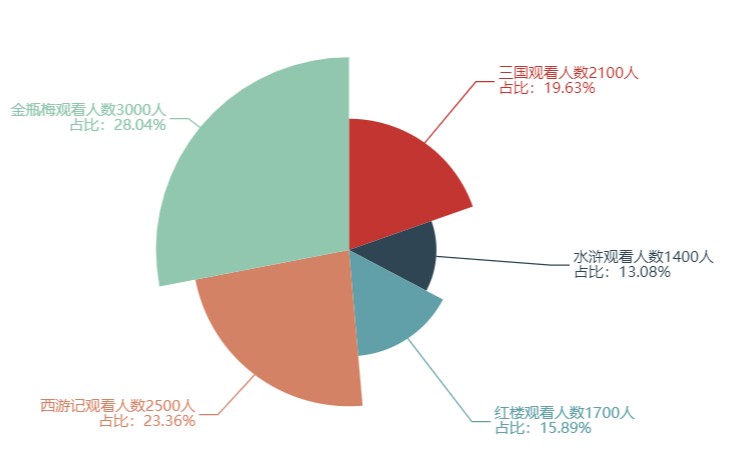 三国观看人数2100人
占比：19.63%
金瓶梅观看人数3000人
占比：28.04%
水浒观看人数1400人
占比：13.08%
西游记观看人数2500人
占比：23.36%
红楼观看人数1700人
占比：15.89%